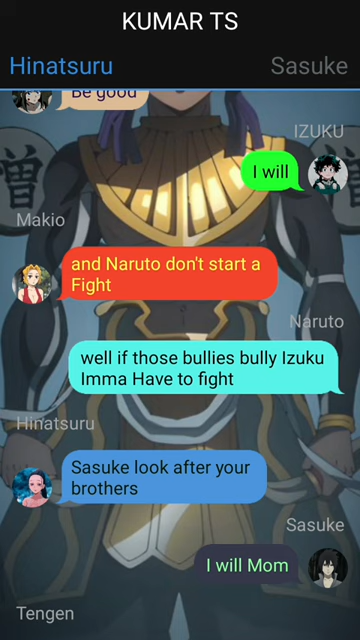 KUMAR TS
Hinatsuru
Sasuke
Be good
IZUKU
I will
Makio
and Naruto don't start a
Fight
Naruto
well if those bullies bully Izuku
Imma Have to fight
Hinatsuru
Sasuke look after your
brothers
Sasuke
I will Mom
Tengen
憎